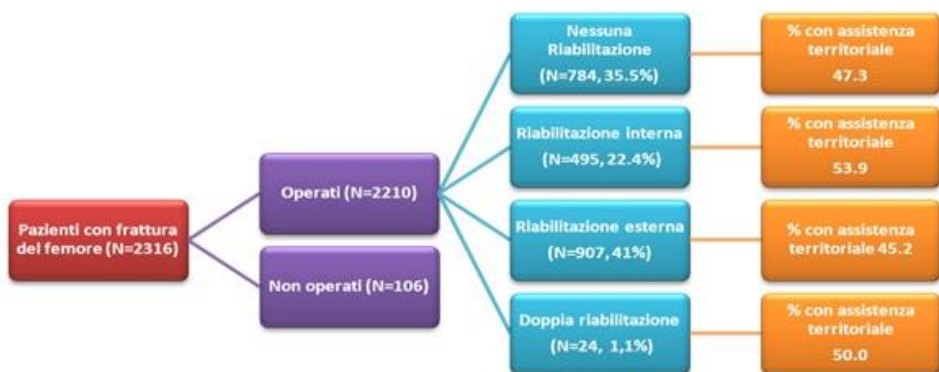 Pazienti con frattura
del femore (N=2316)
Operati (N=2210)
Non operati (N=106)
Nessuna
Riabilitazione
(N=784, 35.5%)
Riabilitazione interna
(N=495, 22.4%)
Riabilitazione esterna
(N=907, 41%)
Doppia riabilitazione
(N=24, 1,1%)
% con assistenza
territoriale
47.3
% con assistenza
territoriale
53.9
% con assistenza
territoriale 45.2
% con assistenza
territoriale
50.0